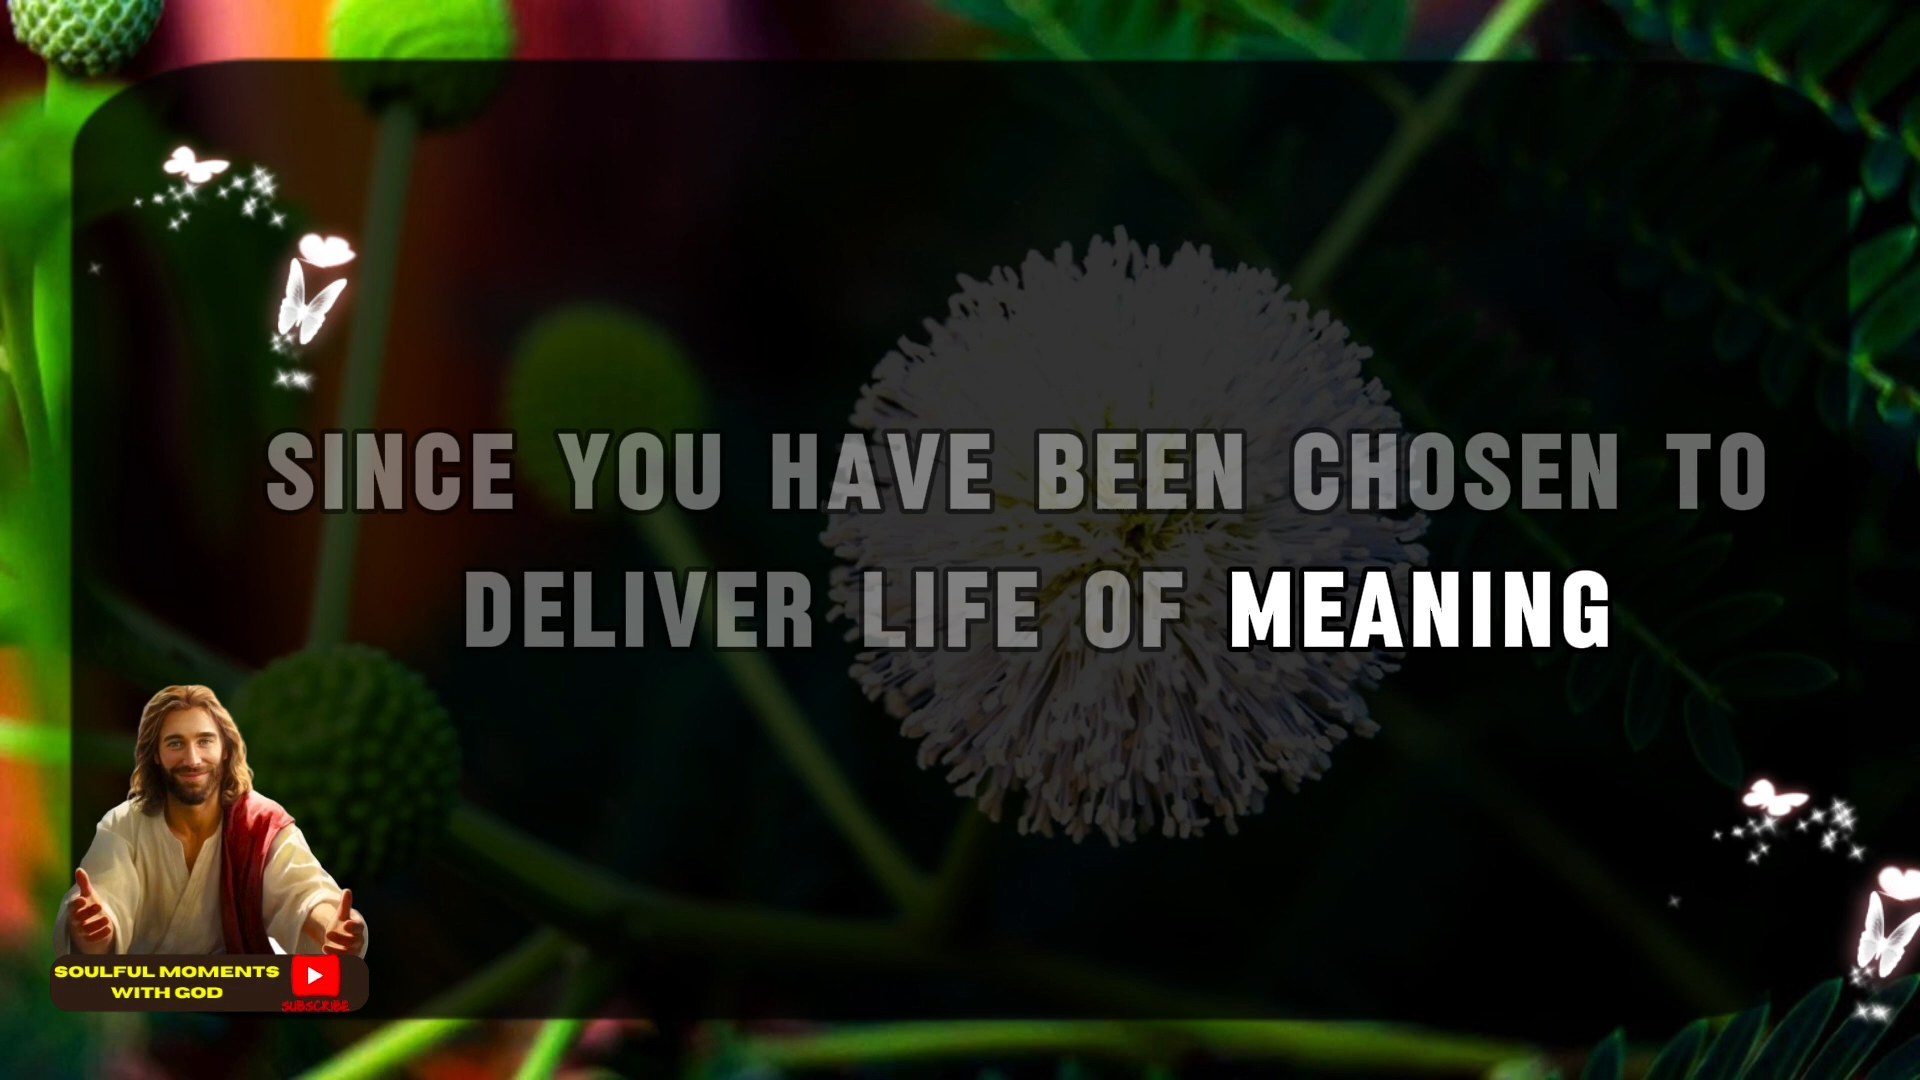 SINCE YOU HAVE BEEN CHOSEN TO
DELIVER LIFE OF MEANING
SOULFUL MOMENTS
WITH GOD
SUBSCRIBE